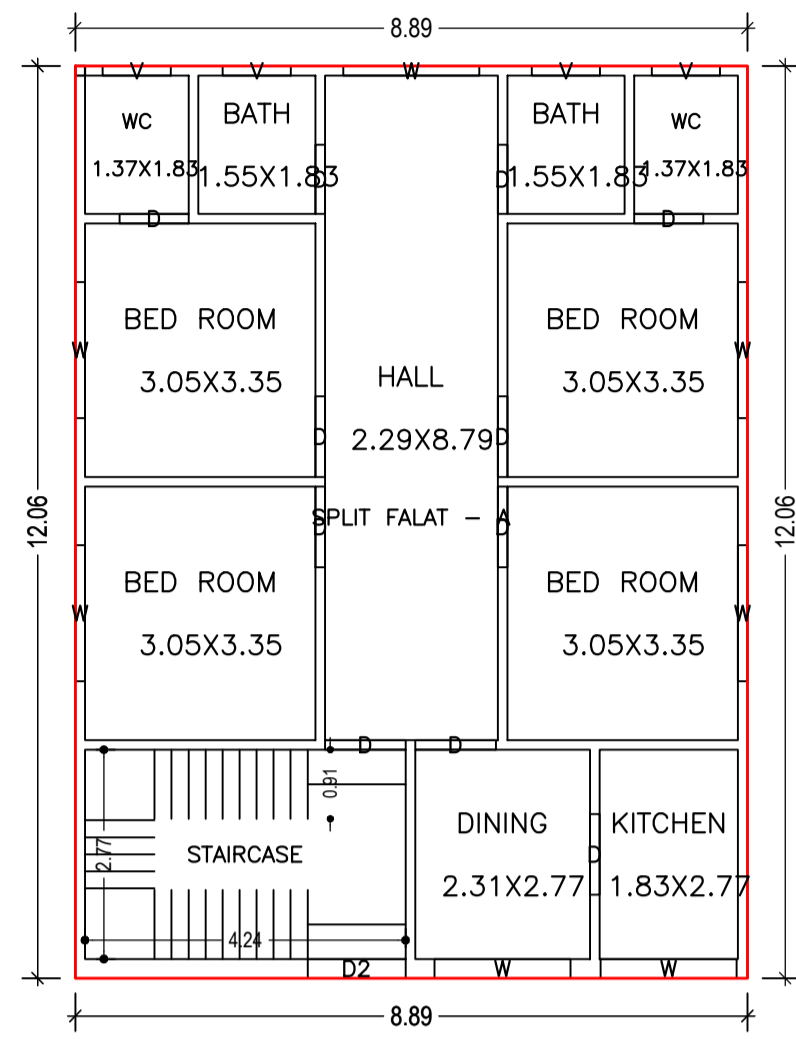 8.89
V V W V V
WC BATH BATH WC
1.37X1.83 1.55X1.83 D D 1.55X1.83 1.37X1.83
D D
BED ROOM BED ROOM
W W
3.05X3.35 HALL 3.05X3.35
D 2.29X8.79 D
12.06 12.06
SPLIT FALAT - A
D D
BED ROOM BED ROOM
W W
3.05X3.35 3.05X3.35
D D
0.91
DINING KITCHEN
2.77 STAIRCASE D
2.31X2.77 1.83X2.77
4.24
D2 W W
8.89